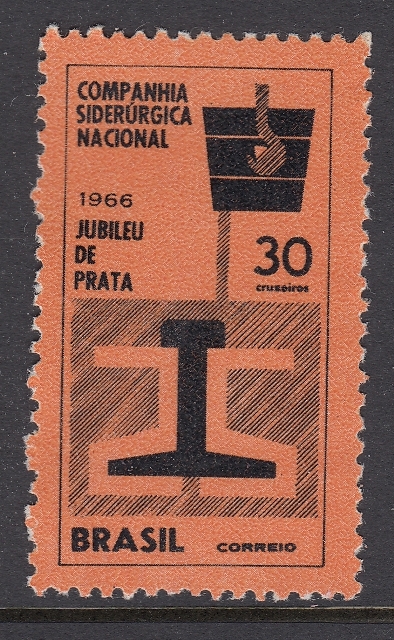 COMPANHIA
SIDERÚRGICA
NACIONAL
1966
JUBILEU
DE
PRATA
30
cruzeiros
BRASIL CORREIO